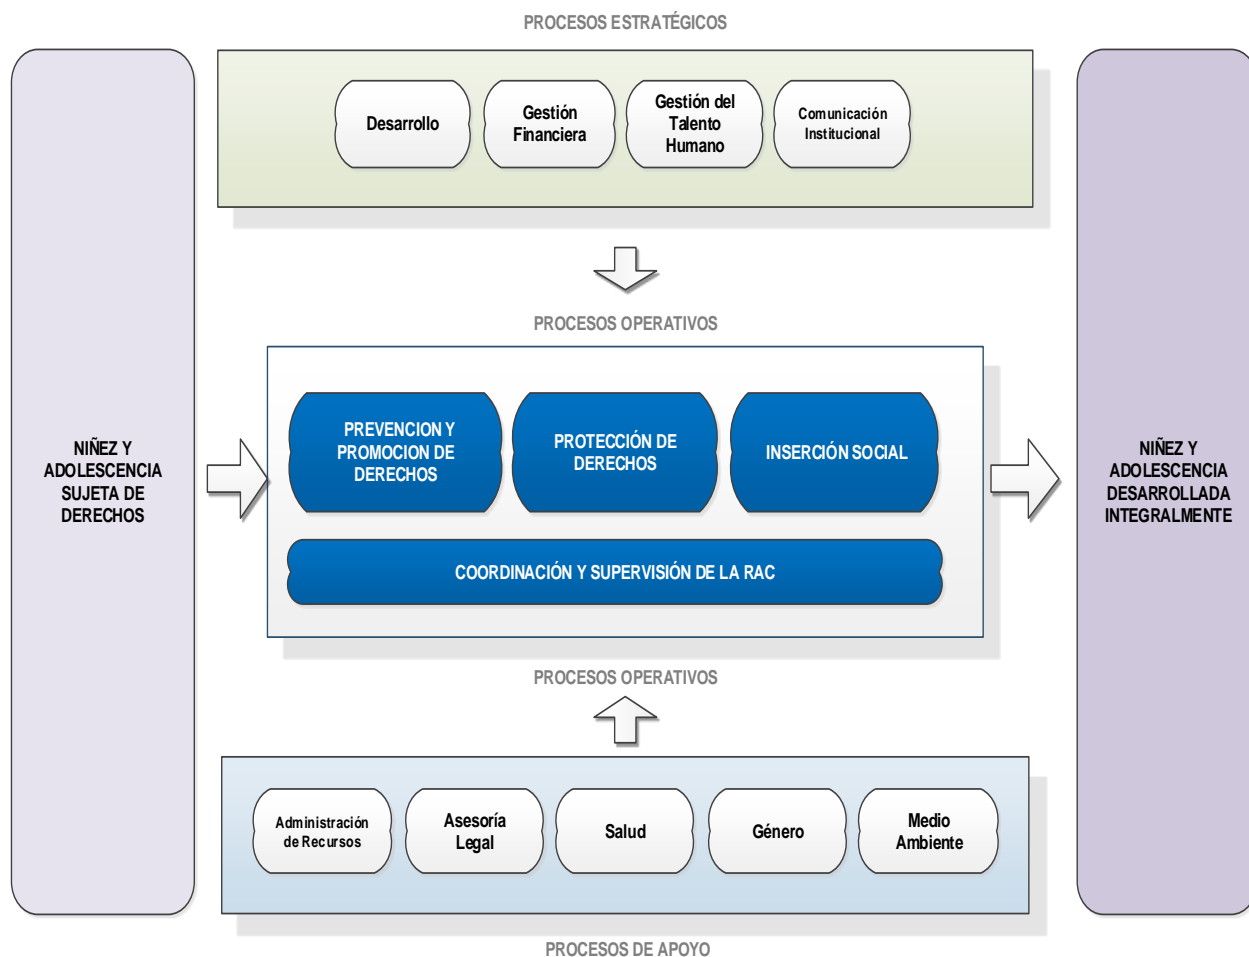 PROCESOS ESTRATÉGICOS
Desarrollo
Gestión
Financiera
Gestión del
Talento
Humano
Comunicación
Institucional
PROCESOS OPERATIVOS
NIÑEZ Y
ADOLESCENCIA
SUJETA DE
DERECHOS
PREVENCION Y
PROMOCION DE
DERECHOS
PROTECCIÓN DE
DERECHOS
INSERCIÓN SOCIAL
COORDINACIÓN Y SUPERVISIÓN DE LA RAC
NIÑEZ Y
ADOLESCENCIA
DESARROLLADA
INTEGRALMENTE
PROCESOS OPERATIVOS
Administración
de Recursos
Asesoría
Legal
Salud
Género
Medio
Ambiente
PROCESOS DE APOYO